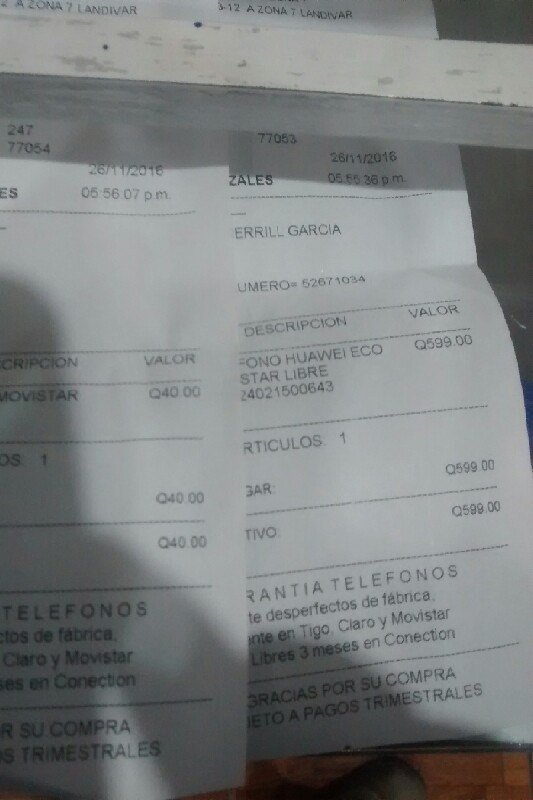 A ZONA 7 LANDIVAR
247
77054
26/11/2016
ES 05:56:07 p.m.
CRIPCION VALOR
MOVISTAR Q40.00
OS: 1
Q40.00
Q40.00
TELEFONOS
ctos de fábrica,
Claro y Movistar
ses en Conection
R SU COMPRA
OS TRIMESTRALES
3-12 A ZONA 7 LANDIVAR
77053
26/11/2016
ZALES 05:55:36 p.m.
ERRILL GARCIA
UMERO= 52671034
DESCRIPCION VALOR
FONO HUAWEI ECO Q599.00
STAR LIBRE
24021500643
RTICULOS: 1
GAR: Q599.00
TIVO: Q599.00
RANTIA TELEFONOS
te desperfectos de fábrica,
nte en Tigo, Claro y Movistar
Libres 3 meses en Conection
GRACIAS POR SU COMPRA
JETO A PAGOS TRIMESTRALES